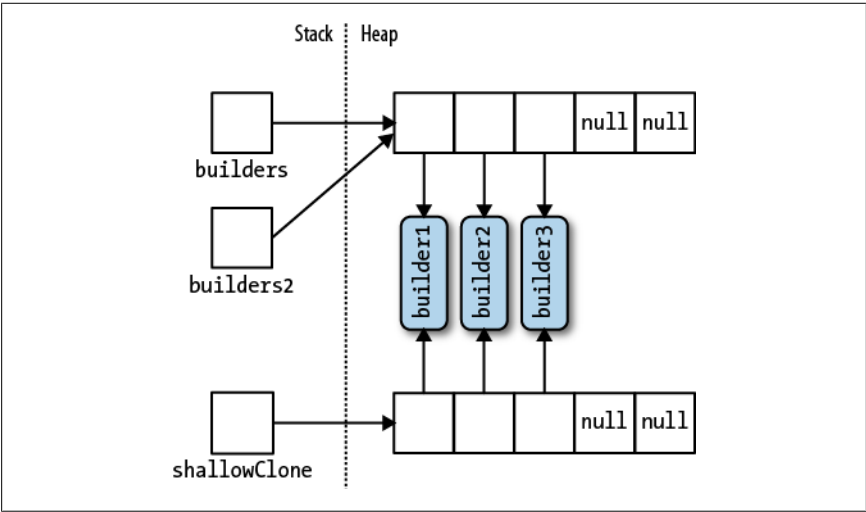 Stack Heap
null null
builders
builder1 builder2 builder3
builders2
null null
shallowClone